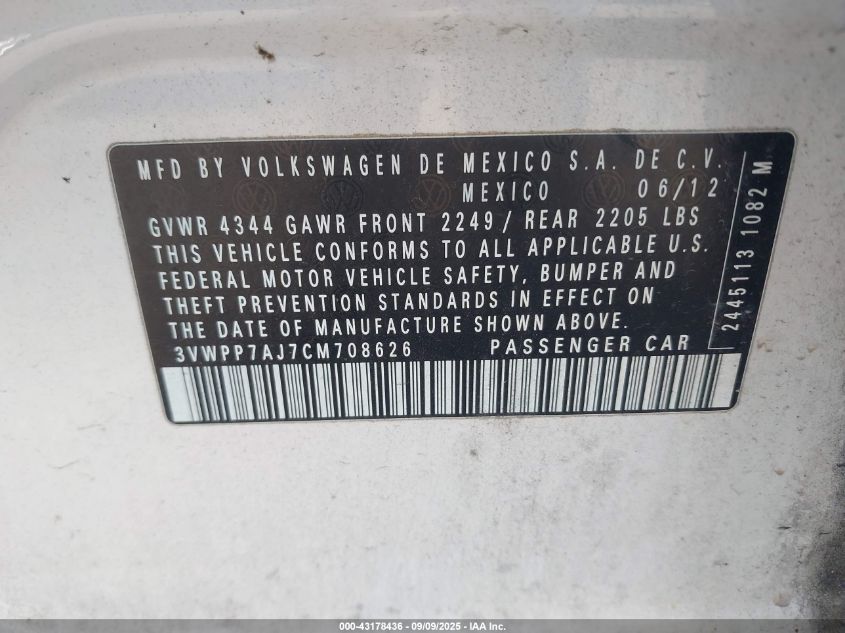 MFD BY VOLKSWAGEN DE MEXICO S.A. DE C.V.
MEXICO 06/12
GVWR 4344 GAWR FRONT 2249/ REAR 2205 LBS
THIS VEHICLE CONFORMS TO ALL APPLICABLE U.S.
FEDERAL MOTOR VEHICLE SAFETY, BUMPER AND
THEFT PREVENTION STANDARDS IN EFFECT ON
THE DATE OF MANUFACTURE SHOWN ABOVE.
3VWPP7AJ7CM708626 PASSENGER CAR
2445113 1082 M
000-43178436 - 09/09/2025 - IAA Inc.